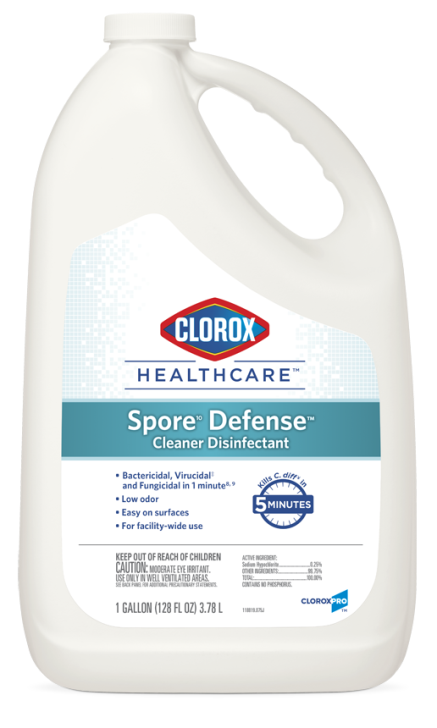 CLOROX
HEALTHCARE™
Spore¹⁰ Defense™
Cleaner Disinfectant
• Bactericidal, Virucidal‡
and Fungicidal in 1 minute⁸, ⁹
• Low odor
• Easy on surfaces
• For facility-wide use
Kills C. diff* in
5 MINUTES
KEEP OUT OF REACH OF CHILDREN
CAUTION: MODERATE EYE IRRITANT.
USE ONLY IN WELL VENTILATED AREAS.
SEE BACK PANEL FOR ADDITIONAL PRECAUTIONARY STATEMENTS.
1 GALLON (128 FL OZ) 3.78 L
ACTIVE INGREDIENT:
Sodium Hypochlorite 0.25%
OTHER INGREDIENTS: 99.75%
TOTAL: 100.00%
CONTAINS NO PHOSPHORUS.
CLOROXPRO™